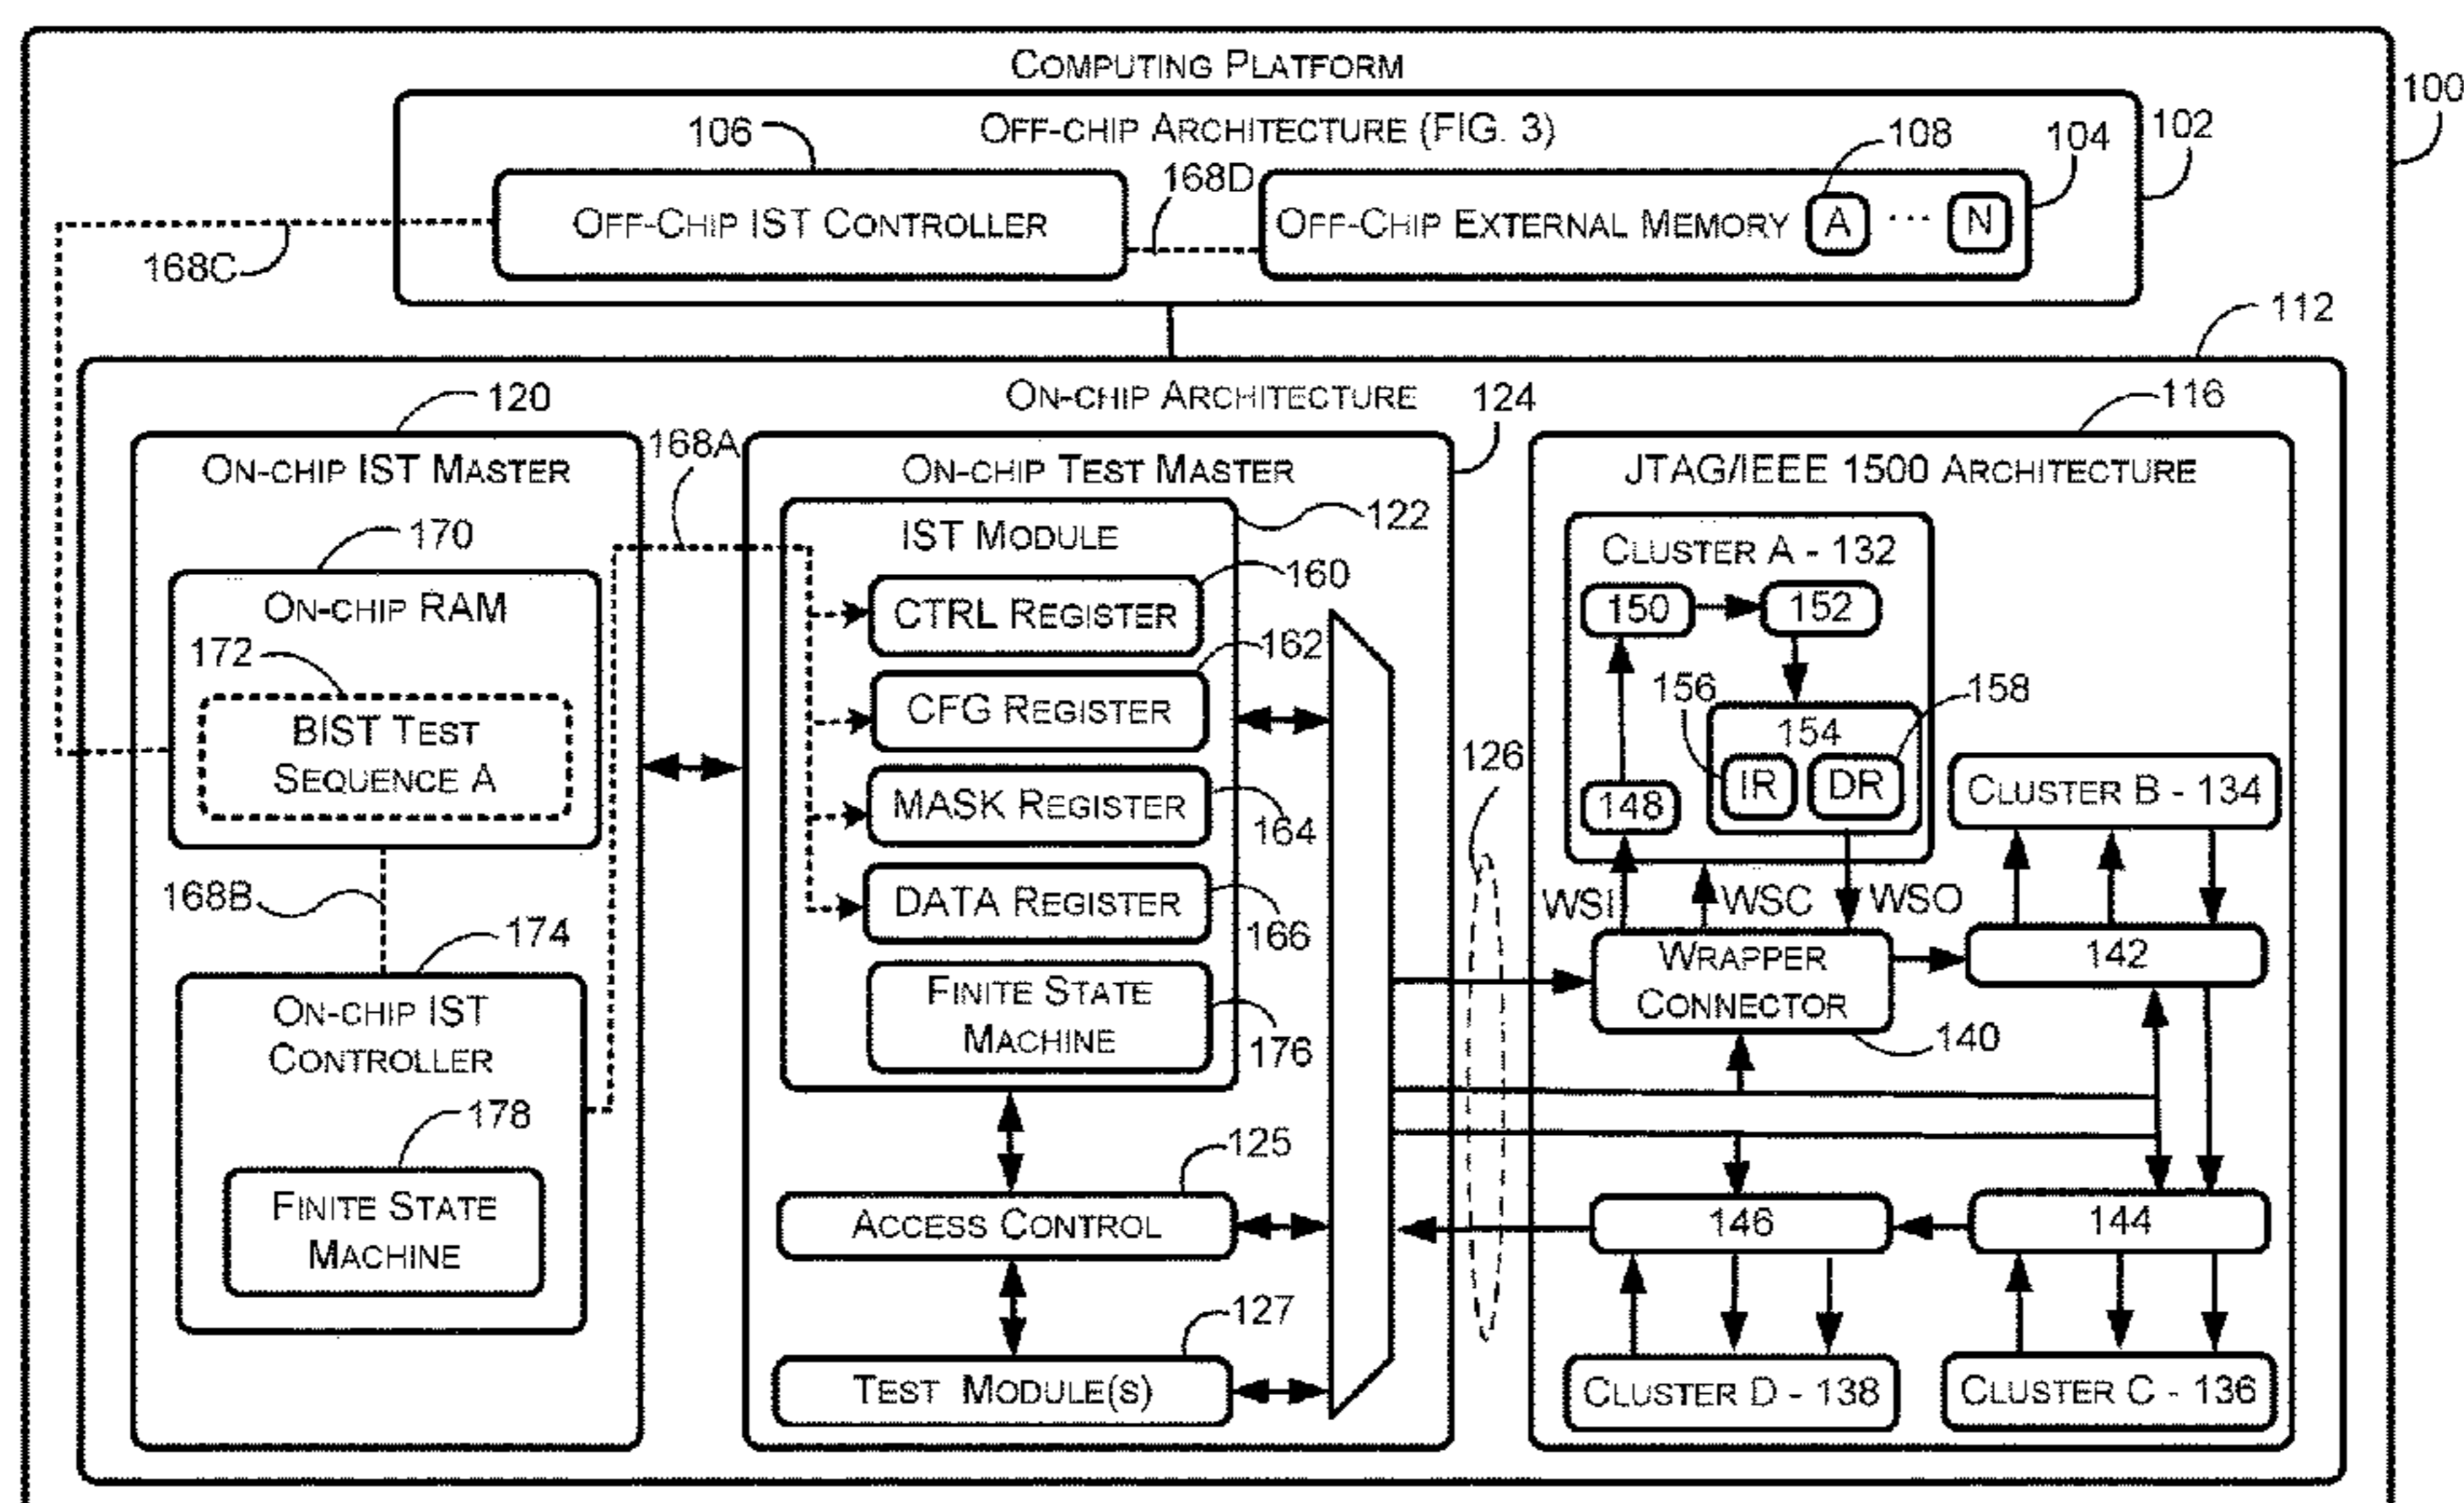 COMPUTING PLATFORM
100
OFF-CHIP ARCHITECTURE (FIG. 3)
102
106
108
104
168D
OFF-CHIP IST CONTROLLER
OFF-CHIP EXTERNAL MEMORY
A
...
N
168C
112
ON-CHIP ARCHITECTURE
120
ON-CHIP IST MASTER
170
ON-CHIP RAM
172
BIST TEST
SEQUENCE A
168B
174
ON-CHIP IST
CONTROLLER
178
FINITE STATE
MACHINE
168A
124
ON-CHIP TEST MASTER
122
IST MODULE
160
CTRL REGISTER
162
CFG REGISTER
MASK REGISTER
164
DATA REGISTER
166
FINITE STATE
MACHINE
176
125
ACCESS CONTROL
127
TEST MODULE(S)
126
116
JTAG/IEEE 1500 ARCHITECTURE
CLUSTER A - 132
150
152
156
158
154
IR
DR
148
CLUSTER B - 134
WSI
WSC
WSO
WRAPPER
CONNECTOR
142
140
146
144
CLUSTER D - 138
CLUSTER C - 136